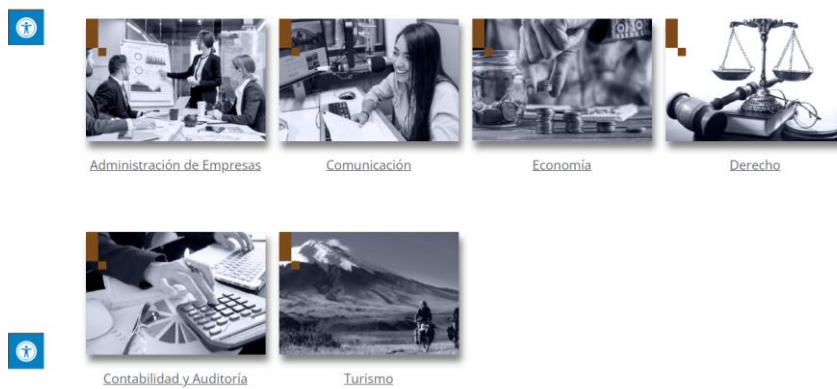 Administración de Empresas
Comunicación
Economía
Derecho
Contabilidad y Auditoría
Turismo